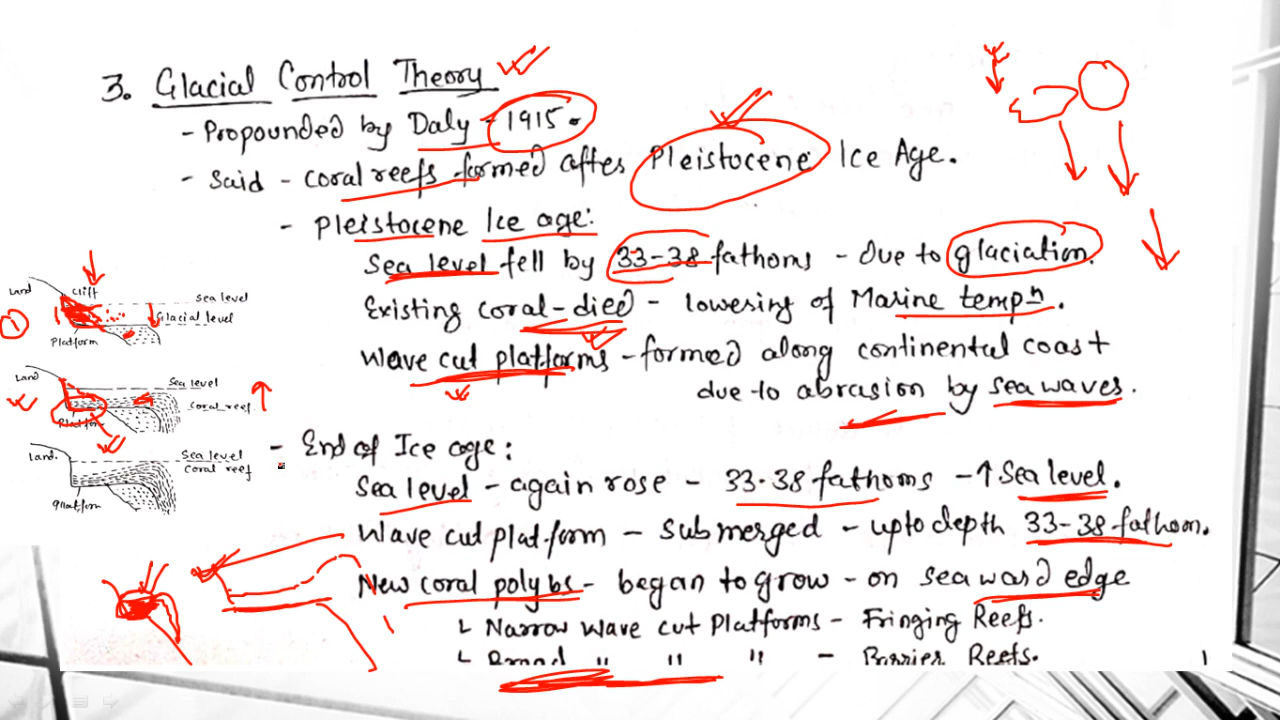 3. Glacial Control Theory
- Propounded by Daly - 1915.
- Said - coral reefs formed after Pleistocene Ice Age.
- Pleistocene Ice age:
Sea level fell by 33-38 fathoms - due to glaciation.
Existing coral-died - lowering of Marine tempⁿ.
Wave cut platforms - formed along continental coast
due to abrasion by sea waves.
Land
Cliff
Sea level
Glacial level
Platform
1
Land
Sea level
Coral reef
Platform
Land.
Sea level
Coral reef
Platform
- End of Ice age:
Sea level - again rose - 33-38 fathoms - ↑ Sea level.
Wave cut platform - submerged - upto depth 33-38 fathom.
New coral polybs - began to grow - on seaward edge
└ Narrow wave cut Platforms - Fringing Reefs.
└ Broad " " " - Barrier Reefs.